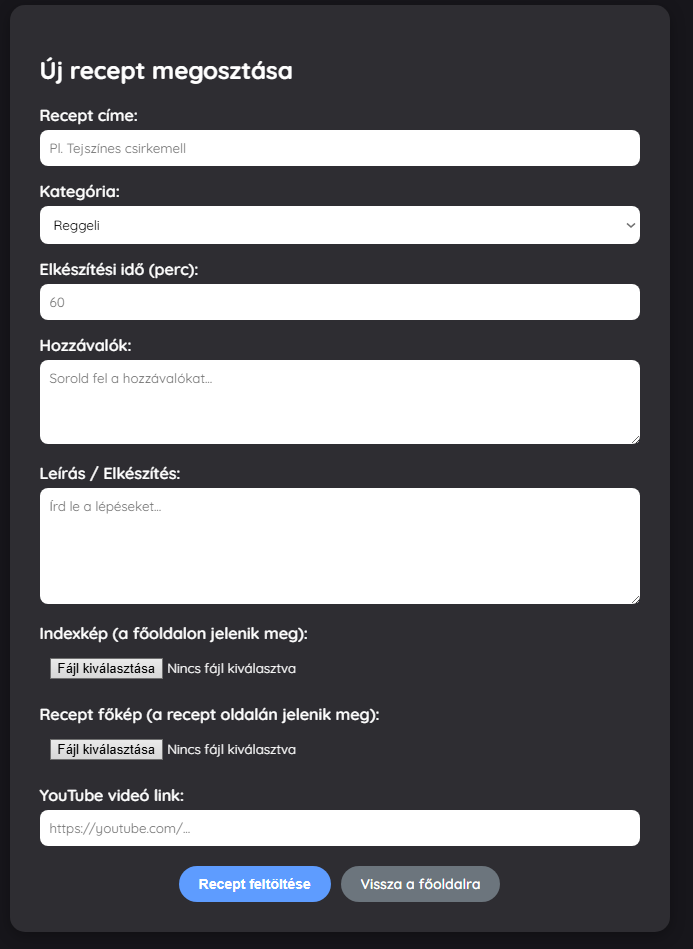 Új recept megosztása
Recept címe:
Pl. Tejszínes csirkemell
Kategória:
Reggeli
Elkészítési idő (perc):
60
Hozzávalók:
Sorold fel a hozzávalókat...
Leírás / Elkészítés:
Írd le a lépéseket...
Indexkép (a főoldalon jelenik meg):
Fájl kiválasztása Nincs fájl kiválasztva
Recept főkép (a recept oldalán jelenik meg):
Fájl kiválasztása Nincs fájl kiválasztva
YouTube videó link:
https://youtube.com/...
Recept feltöltése Vissza a főoldalra